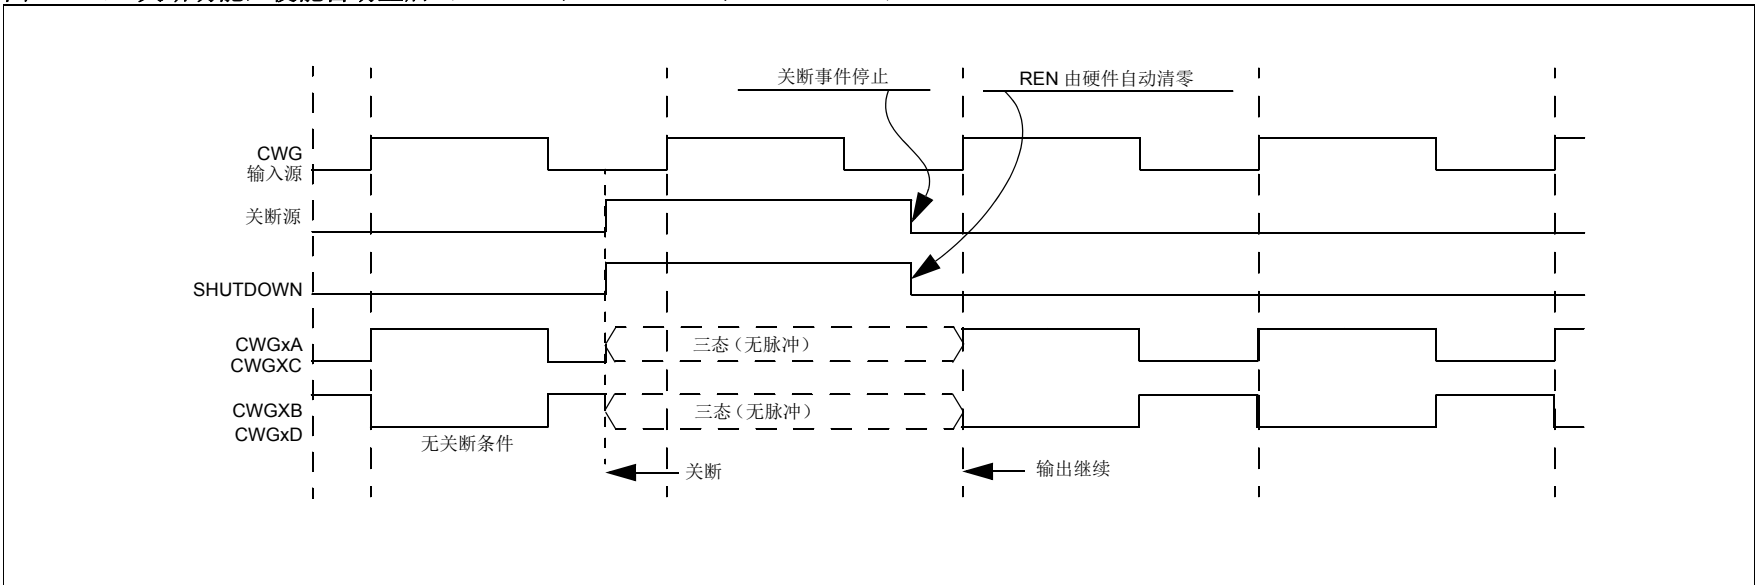 关断事件停止
REN 由硬件自动清零
CWG
输入源
关断源
SHUTDOWN
CWGxA
CWGXC
三态（无脉冲）
CWGXB
CWGxD
三态（无脉冲）
无关断条件
关断
输出继续